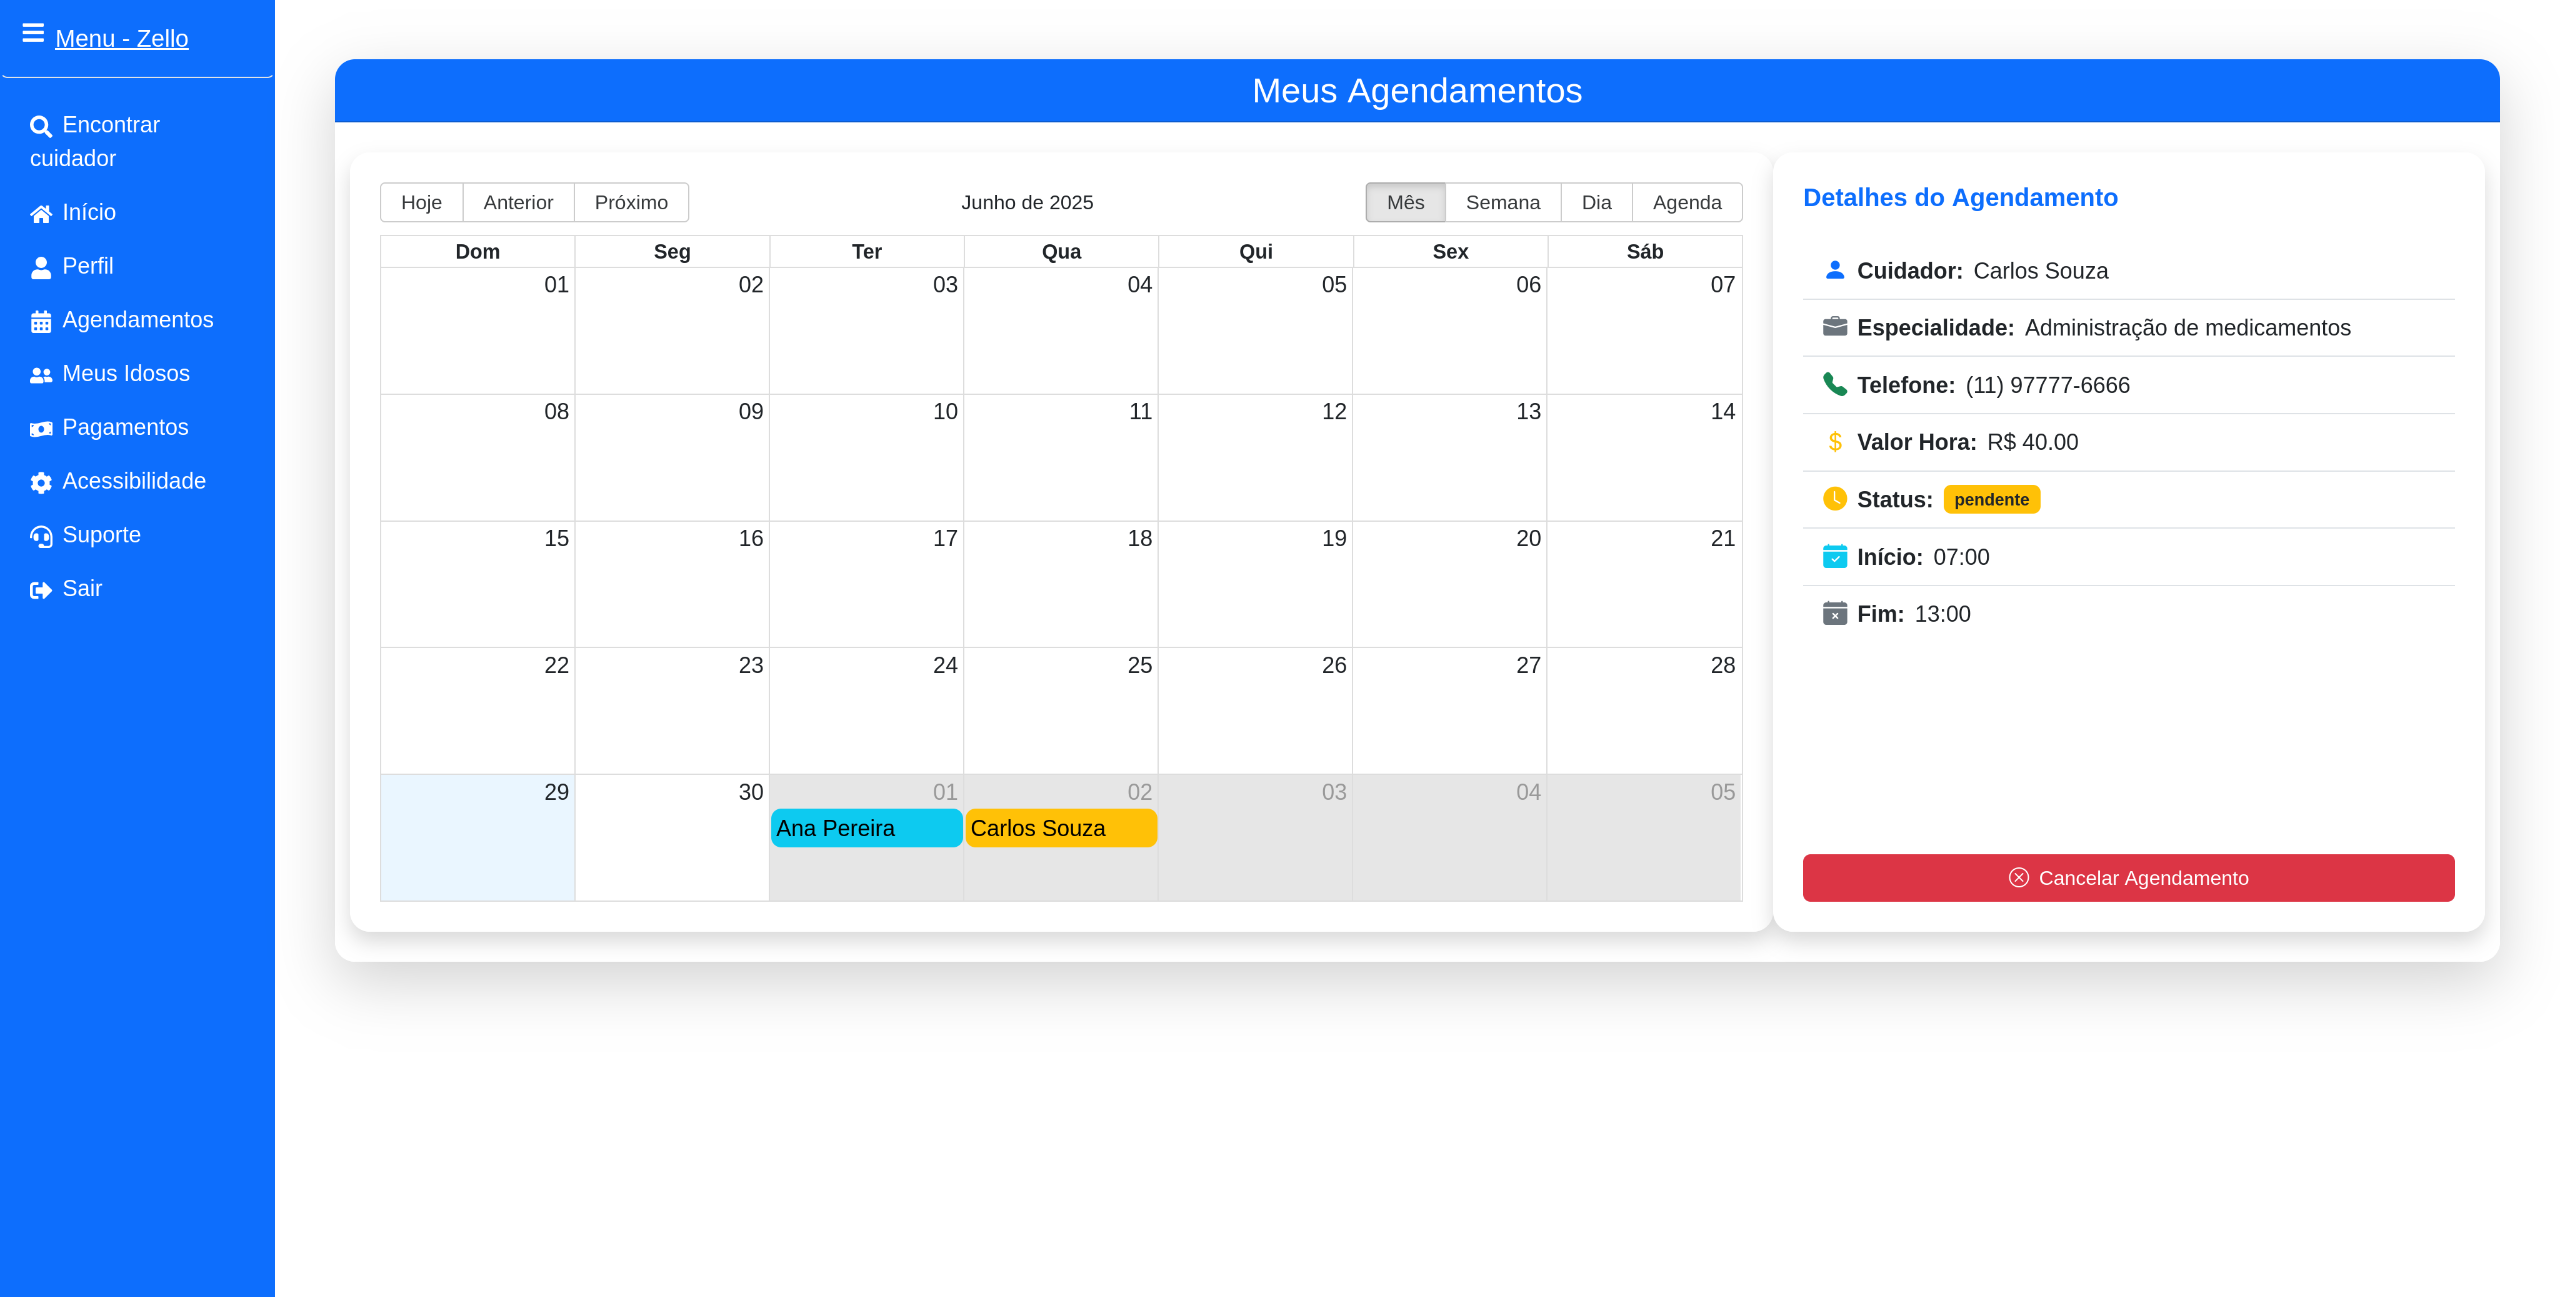 Menu - Zello
Encontrar
cuidador
Início
Perfil
Agendamentos
Meus Idosos
Pagamentos
Acessibilidade
Suporte
Sair
Meus Agendamentos
Hoje Anterior Próximo
Junho de 2025
Mês Semana Dia Agenda
Dom Seg Ter Qua Qui Sex Sáb
01 02 03 04 05 06 07
08 09 10 11 12 13 14
15 16 17 18 19 20 21
22 23 24 25 26 27 28
29 30 01 02 03 04 05
Ana Pereira Carlos Souza
Detalhes do Agendamento
Cuidador: Carlos Souza
Especialidade: Administração de medicamentos
Telefone: (11) 97777-6666
$ Valor Hora: R$ 40.00
Status: pendente
Início: 07:00
Fim: 13:00
Cancelar Agendamento